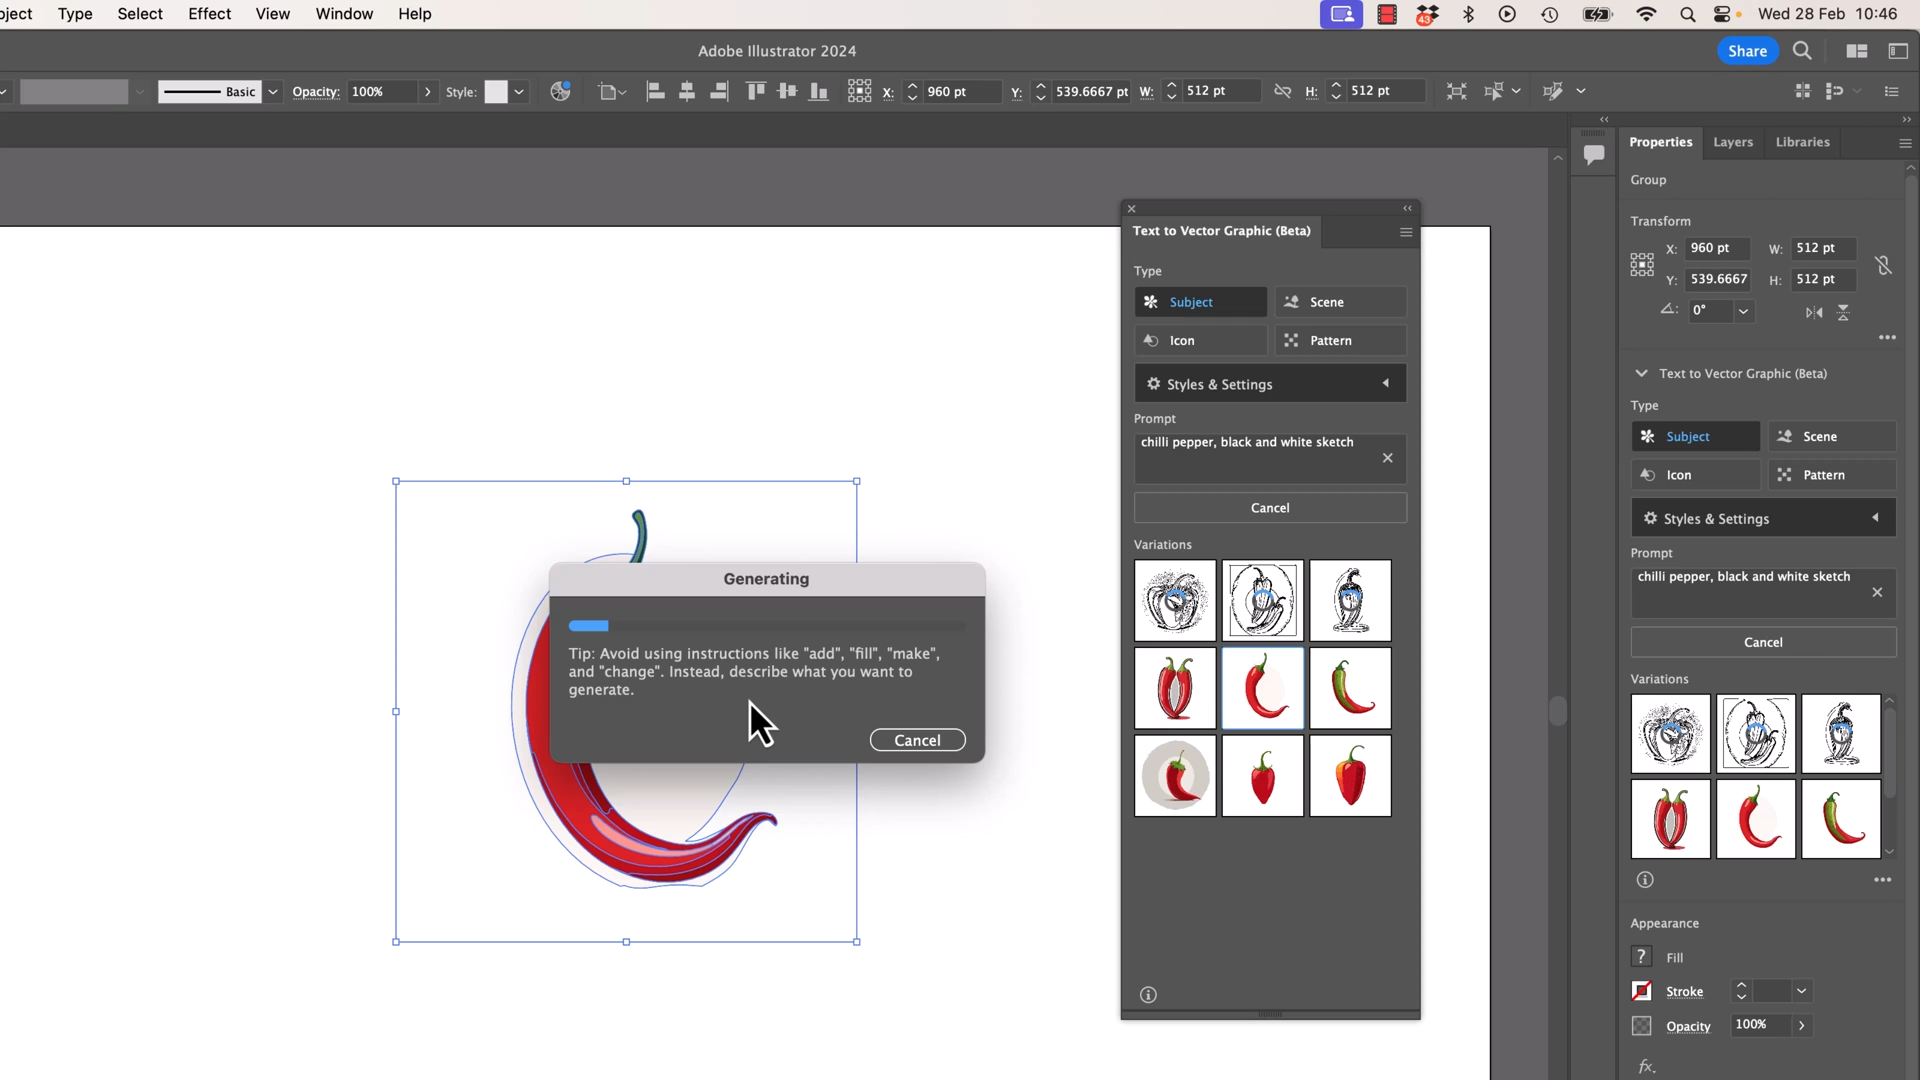 ject Type Select Effect View Window Help
43
Wed 28 Feb 10:46
Adobe Illustrator 2024
Share
Basic
Opacity: 100%
Style:
X: 960 pt
Y: 539.6667 pt
W: 512 pt
H: 512 pt
Properties Layers Libraries
Group
Transform
X: 960 pt W: 512 pt
Y: 539.6667 H: 512 pt
0°
Text to Vector Graphic (Beta)
Type
Subject Scene
Icon Pattern
Styles & Settings
Prompt
chilli pepper, black and white sketch
Cancel
Variations
Appearance
? Fill
Stroke
Opacity 100%
fx.
Text to Vector Graphic (Beta)
Type
Subject Scene
Icon Pattern
Styles & Settings
Prompt
chilli pepper, black and white sketch
Cancel
Variations
Generating
Tip: Avoid using instructions like "add", "fill", "make",
and "change". Instead, describe what you want to
generate.
Cancel